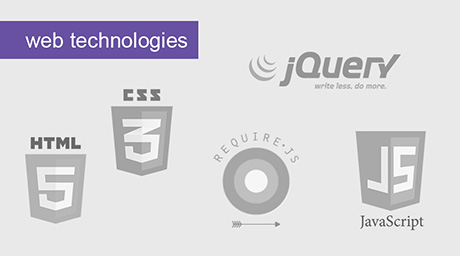 web technologies
jQuery
write less, do more.
CSS
3
HTML
5
REQUIRE.JS
JS
JavaScript